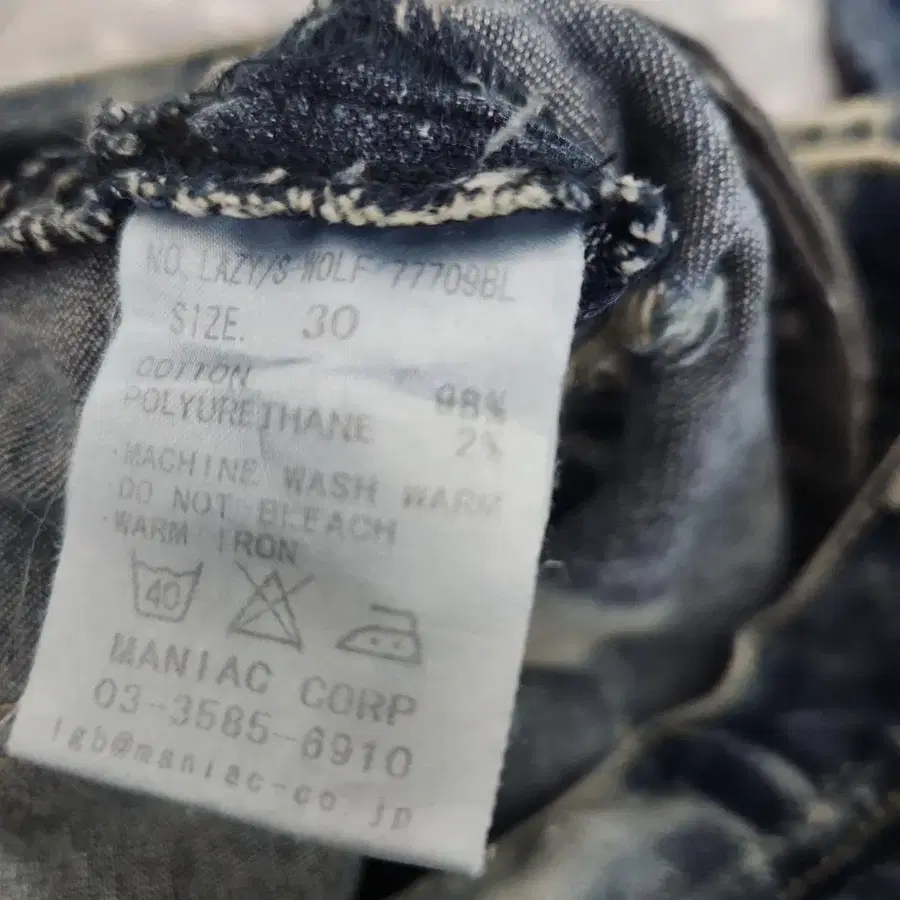 NO. LAZY/S-WOLF 77709BL
SIZE. 30
COTTON 98%
POLYURETHANE 2%
·MACHINE WASH WARM
·DO NOT BLEACH
·WARM IRON
40
MANIAC CORP
03-3585-6910
lgb@maniac-co.jp